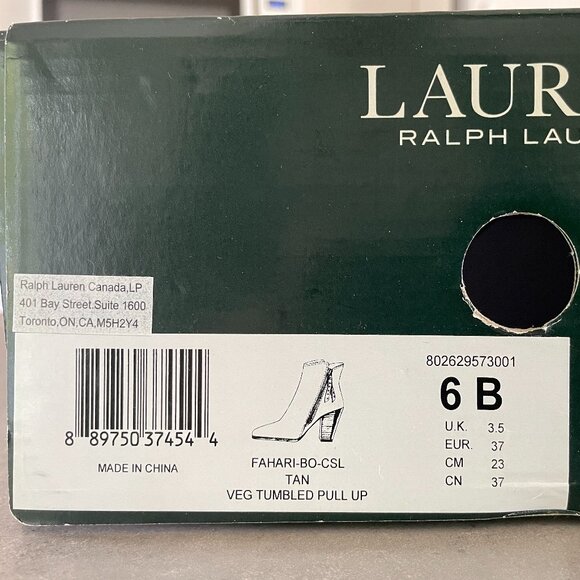 LAUR
RALPH LAU
Ralph Lauren Canada,LP
401 Bay Street.Suite 1600
Toronto,ON,CA,M5H2Y4
8 89750 37454 4
MADE IN CHINA
FAHARI-BO-CSL
TAN
VEG TUMBLED PULL UP
802629573001
6 B
U.K. 3.5
EUR. 37
CM 23
CN 37